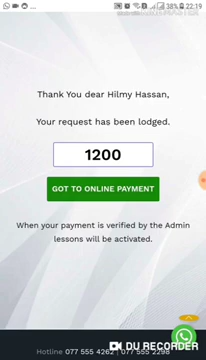 38% 22:19
KINEMASTER
Thank You dear Hilmy Hassan,
Your request has been lodged.
1200
GOT TO ONLINE PAYMENT
When your payment is verified by the Admin
lessons will be activated.
DU RECORDER
Hotline 077 555 4262 | 077 555 2298